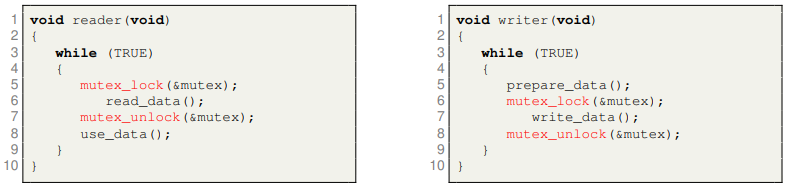 1 void reader(void)
2 {
3    while (TRUE)
4    {
5       mutex_lock(&mutex);
6          read_data();
7       mutex_unlock(&mutex);
8       use_data();
9    }
10 }
1 void writer(void)
2 {
3    while (TRUE)
4    {
5       prepare_data();
6       mutex_lock(&mutex);
7          write_data();
8       mutex_unlock(&mutex);
9    }
10 }